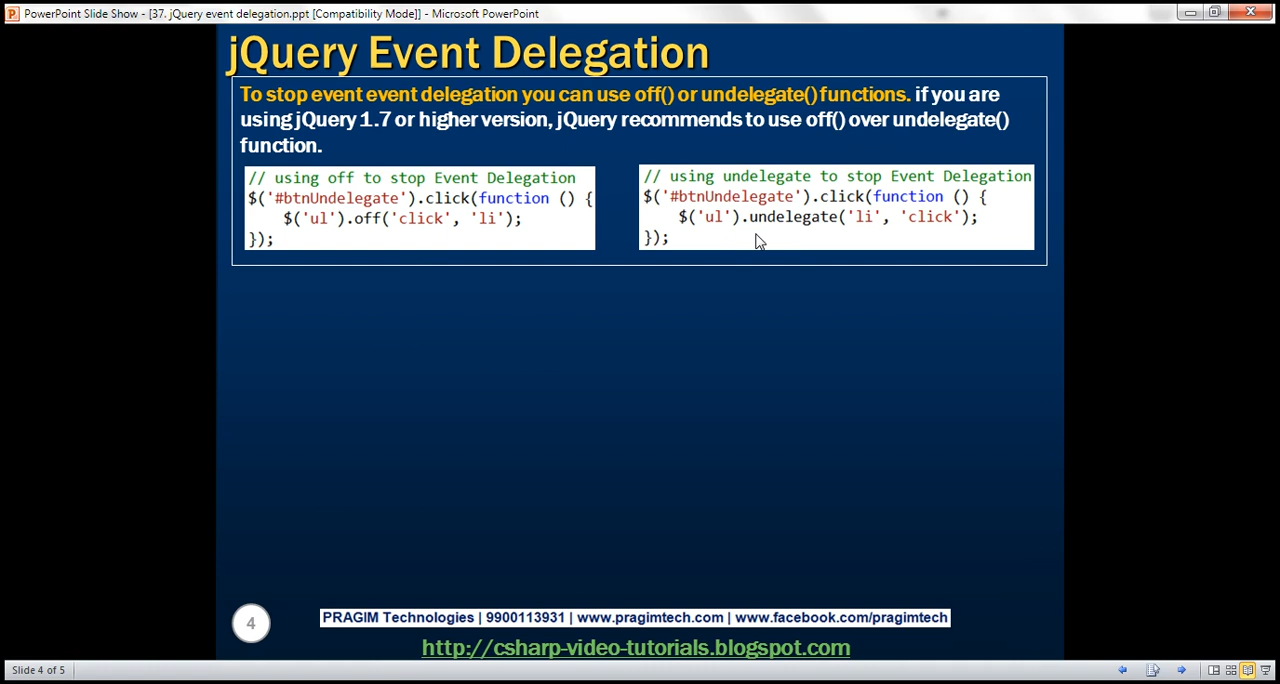 PowerPoint Slide Show - [37. jQuery event delegation.ppt [Compatibility Mode]] - Microsoft PowerPoint
jQuery Event Delegation
To stop event event delegation you can use off() or undelegate() functions. if you are
using jQuery 1.7 or higher version, jQuery recommends to use off() over undelegate()
function.
// using off to stop Event Delegation
$('#btnUndelegate').click(function () {
$('ul').off('click', 'li');
});
// using undelegate to stop Event Delegation
$('#btnUndelegate').click(function () {
$('ul').undelegate('li', 'click');
});
4
PRAGIM Technologies | 9900113931 | www.pragimtech.com | www.facebook.com/pragimtech
http://csharp-video-tutorials.blogspot.com
Slide 4 of 5